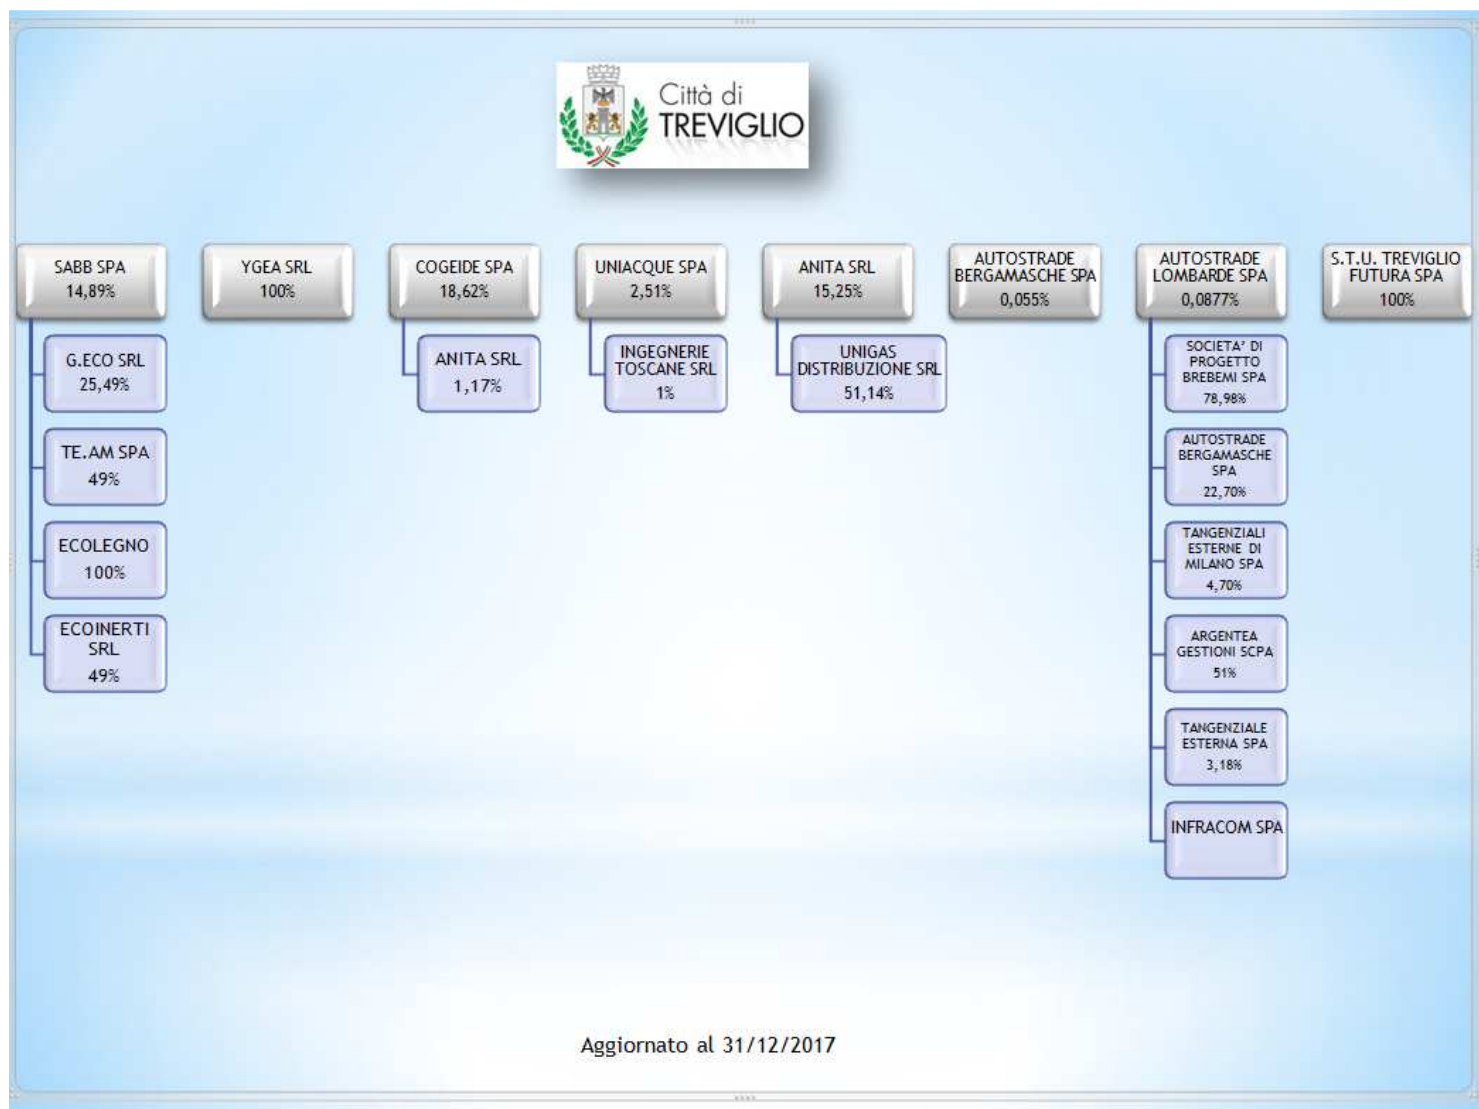 Città di
TREVIGLIO
SABB SPA
14,89%
G.ECO SRL
25,49%
TE.AM SPA
49%
ECOLEGNO
100%
ECOINERTI
SRL
49%
YGEA SRL
100%
COGEIDE SPA
18,62%
ANITA SRL
1,17%
UNIACQUE SPA
2,51%
INGEGNERIE
TOSCANE SRL
1%
ANITA SRL
15,25%
UNIGAS
DISTRIBUZIONE SRL
51,14%
AUTOSTRADE
BERGAMASCHE SPA
0,055%
AUTOSTRADE
LOMBARDE SPA
0,0877%
SOCIETA' DI
PROGETTO
BREBEMI SPA
78,98%
AUTOSTRADE
BERGAMASCHE
SPA
22,70%
TANGENZIALI
ESTERNE DI
MILANO SPA
4,70%
ARGENTEA
GESTIONI SCPA
51%
TANGENZIALE
ESTERNA SPA
3,18%
INFRACOM SPA
S.T.U. TREVIGLIO
FUTURA SPA
100%
Aggiornato al 31/12/2017